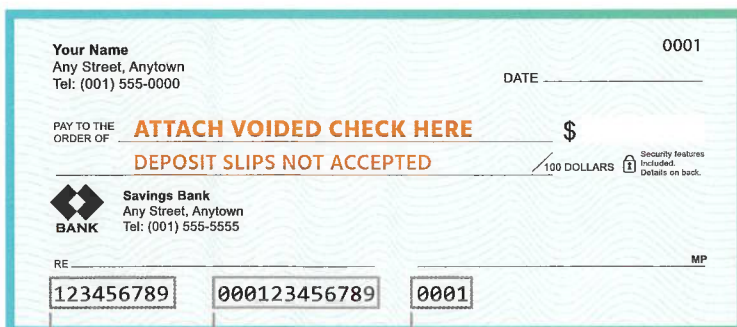 Your Name
0001
Any Street, Anytown
Tel: (001) 555-0000
DATE
PAY TO THE
ORDER OF
ATTACH VOIDED CHECK HERE
$
DEPOSIT SLIPS NOT ACCEPTED
/100 DOLLARS
Security features
Included.
Details on back.
BANK
Savings Bank
Any Street, Anytown
Tel: (001) 555-5555
RE
MP
123456789
000123456789
0001